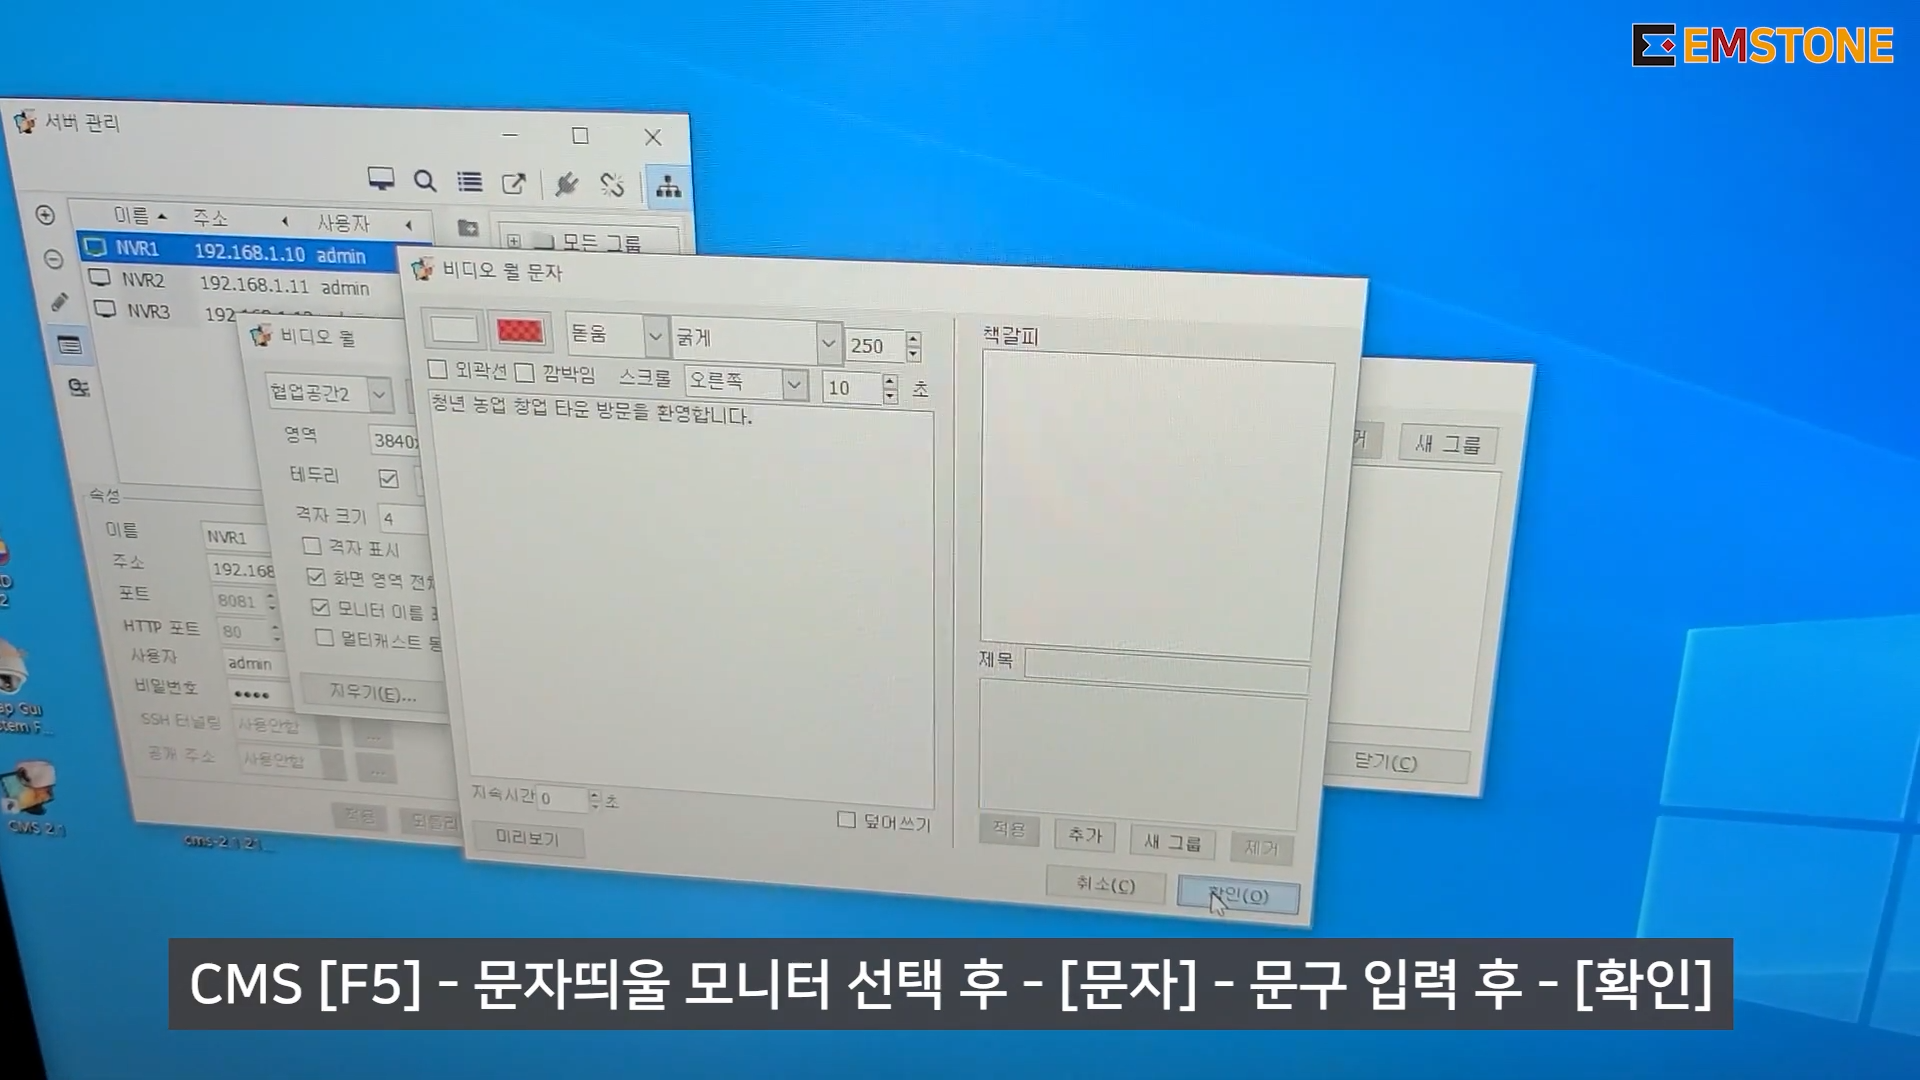 EMSTONE
서버 관리
이름 주소 사용자
모든 그룹
NVR1 192.168.1.10 admin
NVR2 192.168.1.11 admin
NVR3
비디오 월
협업공간2
영역
테두리
격자 크기 4
격자 표시
화면 영역
모니터 이름
멀티캐스트
지우기(E)...
속성
이름 NVR1
주소 192.168
포트 8081
HTTP 포트 80
사용자 admin
비밀번호 ●●●●
SSH 터널링 사용안함 ...
공개 주소 사용안함 ...
적용
비디오 월 문자
돋움 굵게 250
외곽선 깜박임 스크롤 오른쪽 10 초
청년 농업 창업 타운 방문을 환영합니다.
지속시간 0 초
덮어쓰기
미리보기
책갈피
제목
적용 추가 새 그룹 제거
취소(C) 확인(O)
새 그룹
닫기(C)
CMS 2.1
cms-2.1.21...
CMS [F5] - 문자띄울 모니터 선택 후 - [문자] - 문구 입력 후 - [확인]